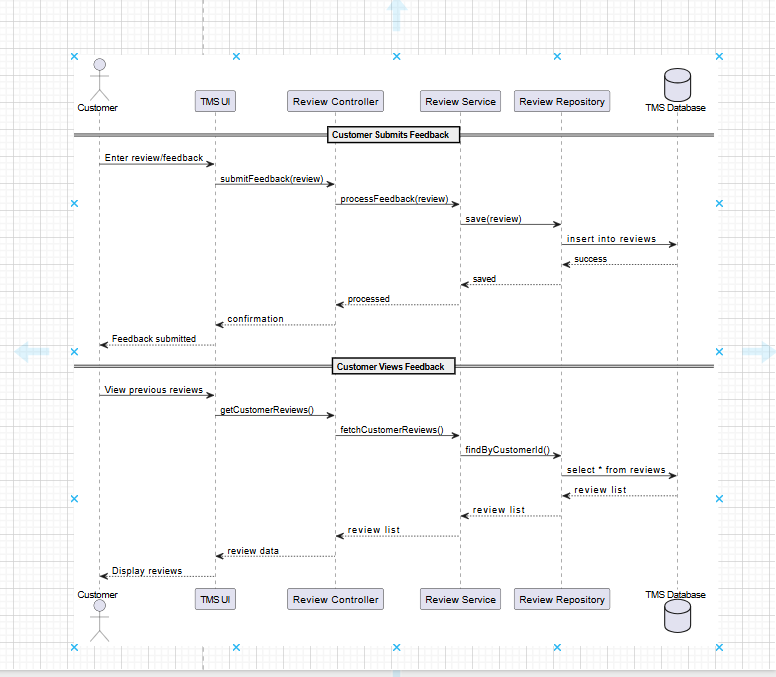 Customer
TMS UI
Review Controller
Review Service
Review Repository
TMS Database
Customer Submits Feedback
Enter review/feedback
submitFeedback(review)
processFeedback(review)
save(review)
insert into reviews
success
saved
processed
confirmation
Feedback submitted
Customer Views Feedback
View previous reviews
getCustomerReviews()
fetchCustomerReviews()
findByCustomerId()
select * from reviews
review list
review list
review list
review data
Display reviews
Customer
TMS UI
Review Controller
Review Service
Review Repository
TMS Database